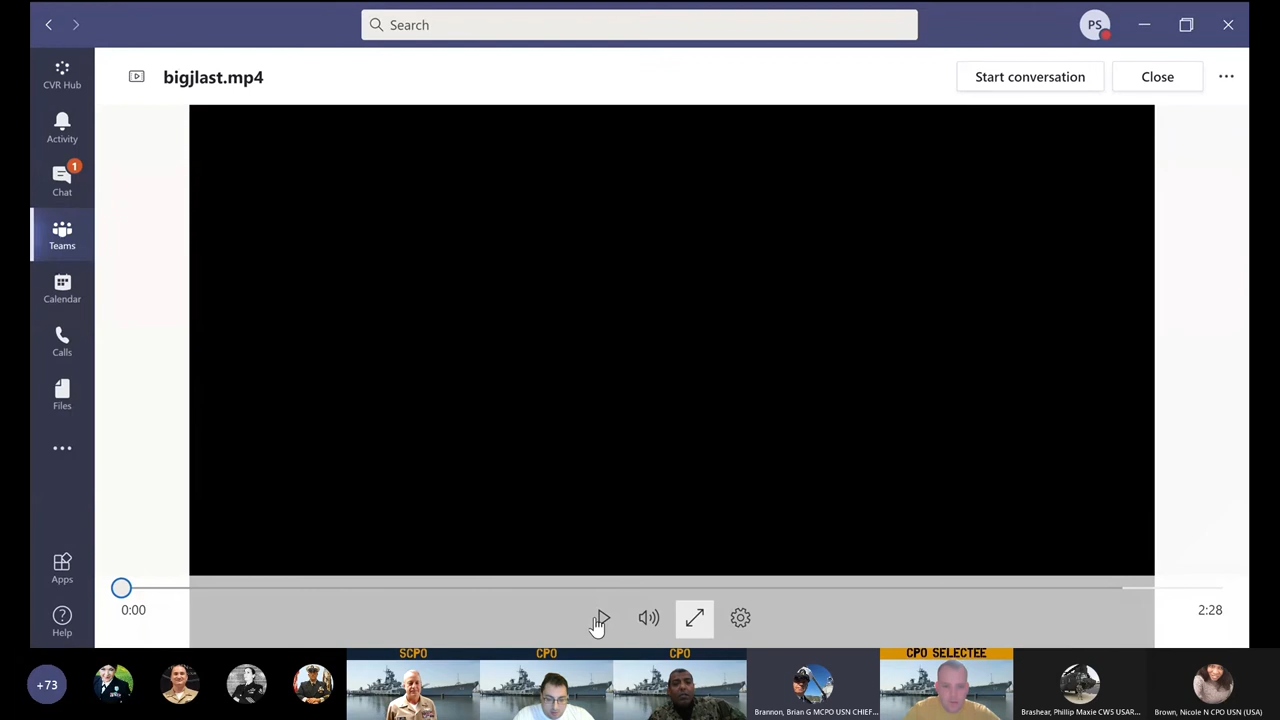 Search
PS
CVR Hub
Activity
1
Chat
Teams
Calendar
Calls
Files
Apps
Help
bigjlast.mp4
Start conversation
Close
0:00
2:28
+73
SCPO
CPO
CPO
Brannon, Brian G MCPO USN CHIEF...
CPO SELECTEE
Brashear, Phillip Maxie CW5 USAR...
Brown, Nicole N CPO USN (USA)